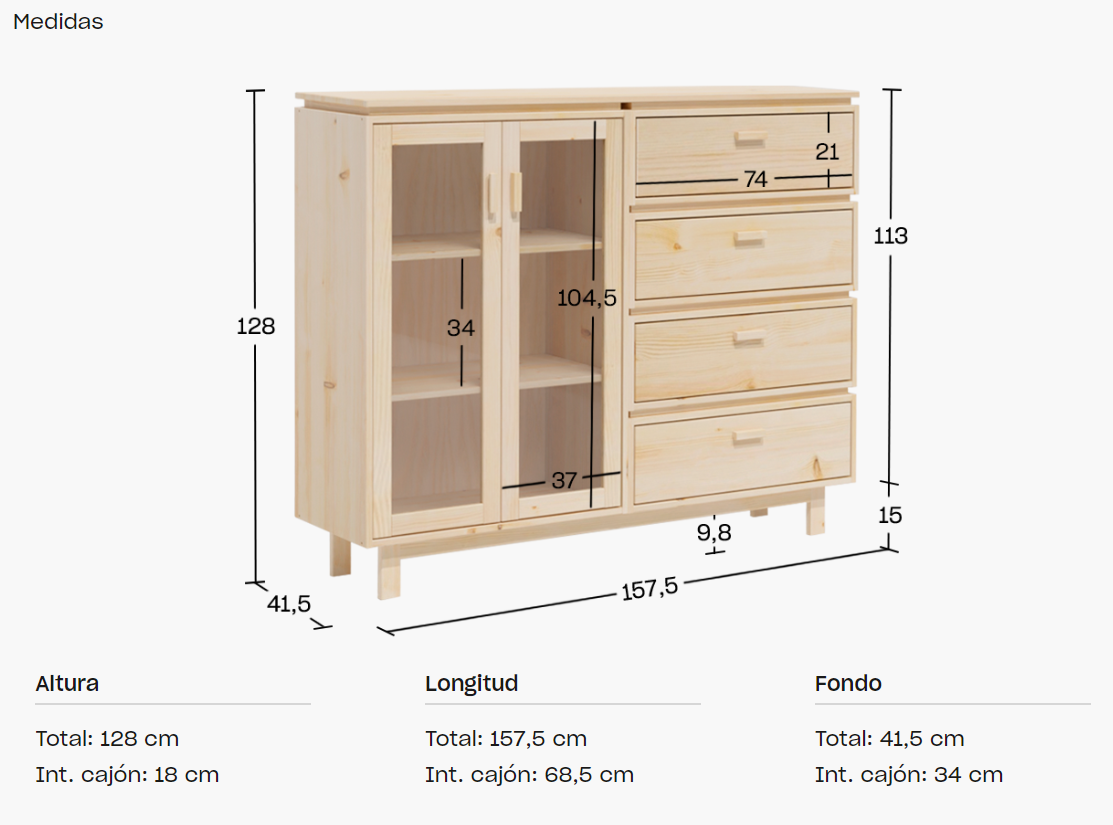 Medidas
128
113
21
74
104,5
34
37
15
9,8
157,5
41,5
Altura
Total: 128 cm
Int. cajón: 18 cm
Longitud
Total: 157,5 cm
Int. cajón: 68,5 cm
Fondo
Total: 41,5 cm
Int. cajón: 34 cm